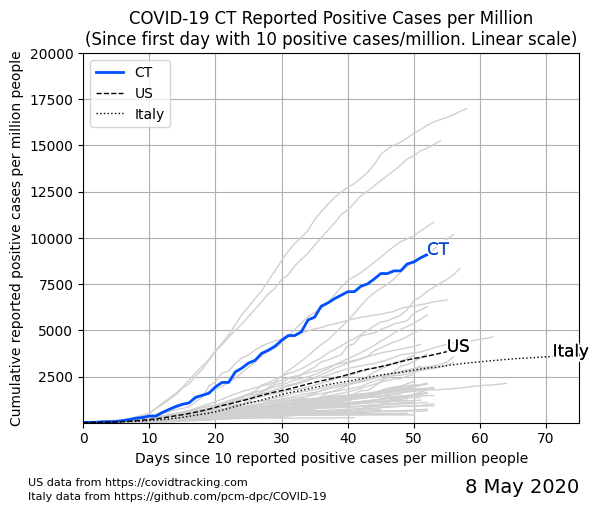 COVID-19 CT Reported Positive Cases per Million
(Since first day with 10 positive cases/million. Linear scale)
Cumulative reported positive cases per million people
20000
17500
15000
12500
10000
7500
5000
2500
CT
US
Italy
CT
US
Italy
0 10 20 30 40 50 60 70
Days since 10 reported positive cases per million people
US data from https://covidtracking.com
Italy data from https://github.com/pcm-dpc/COVID-19
8 May 2020